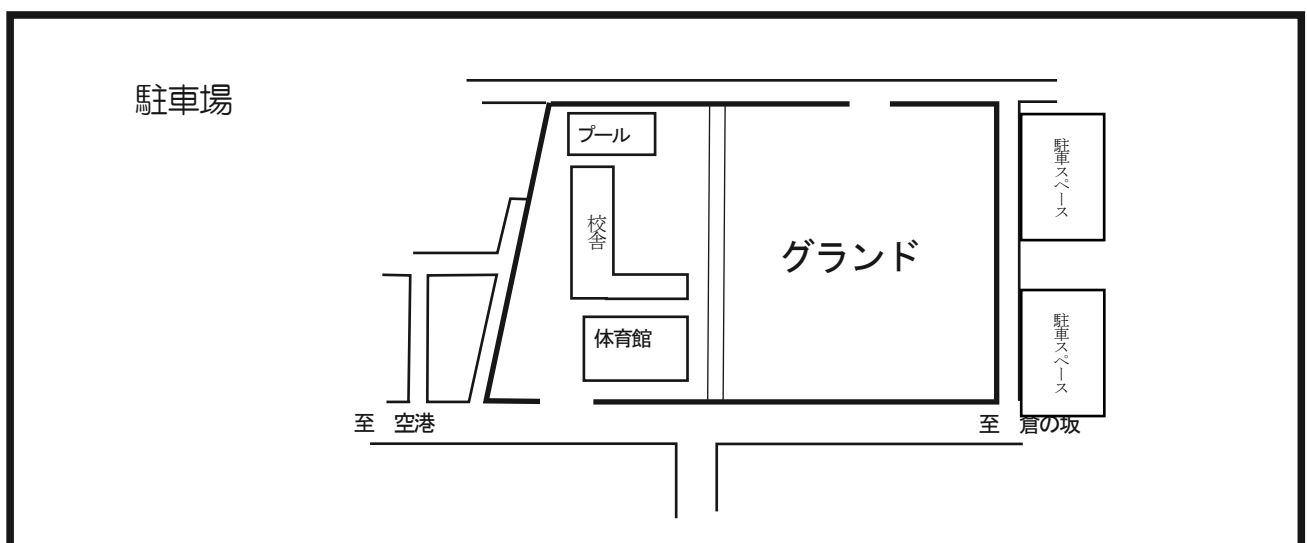 駐車場
プール
駐車スペース
校舎
グランド
体育館
駐車スペース
至 空港
至 倉の坂